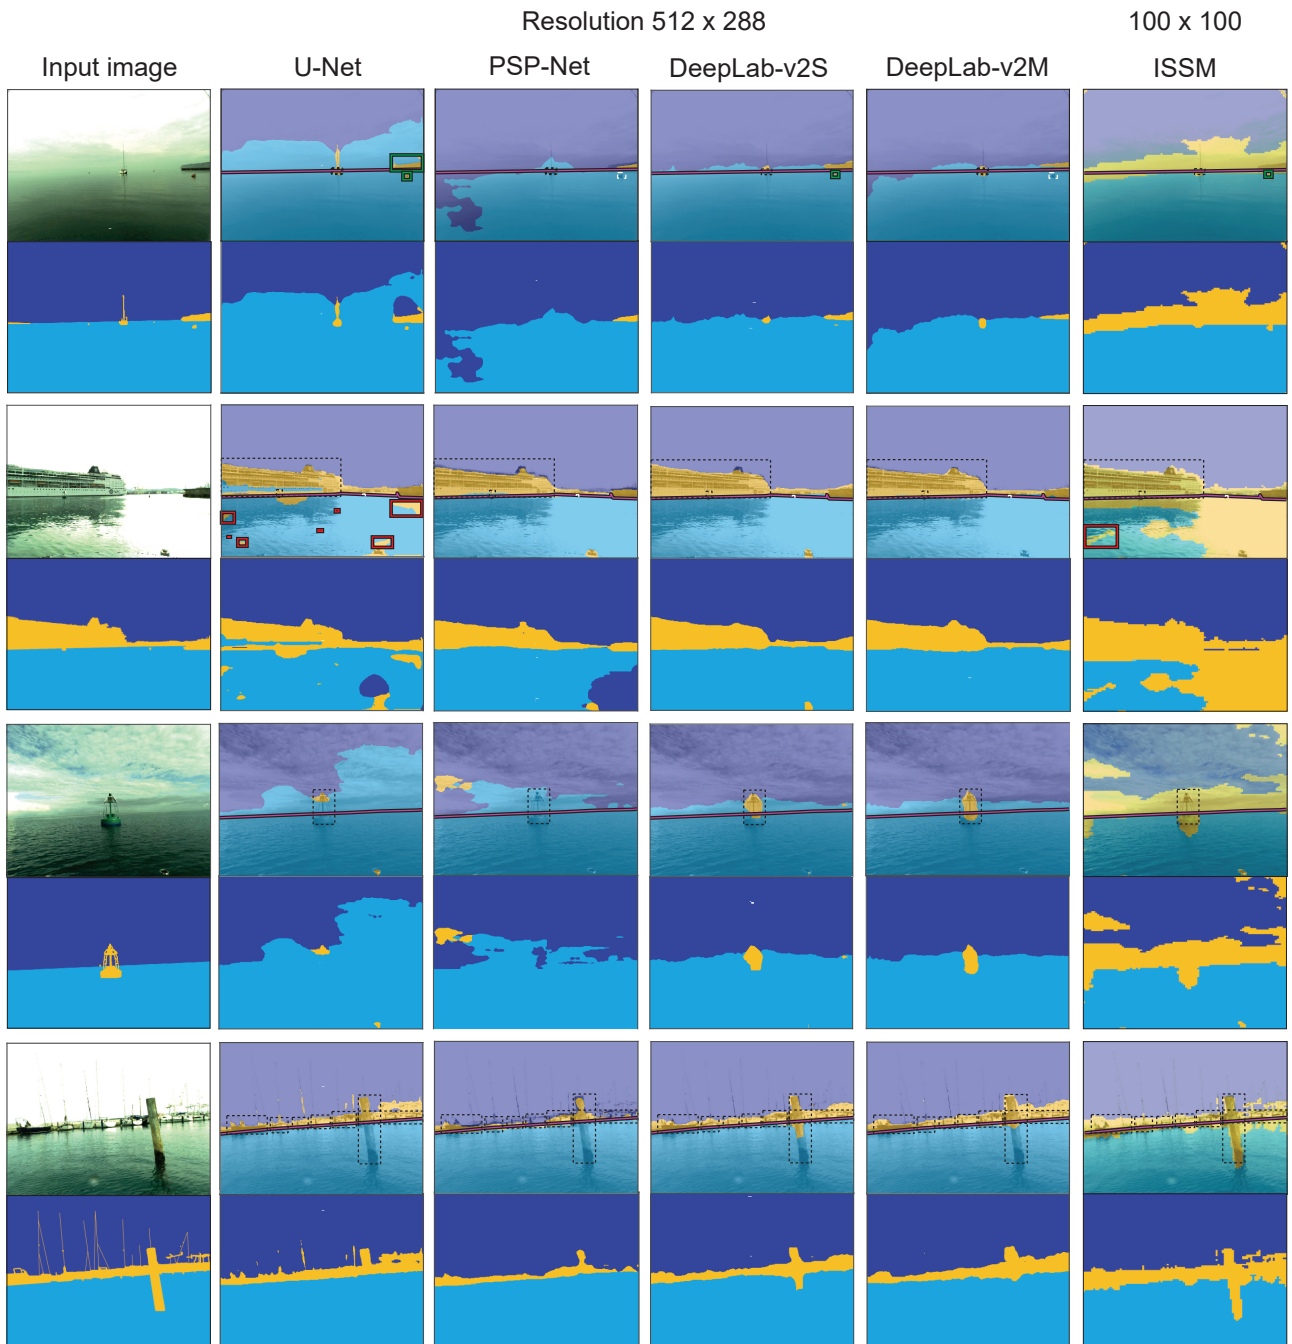 Resolution 512 x 288
100 x 100
Input image
U-Net
PSP-Net
DeepLab-v2S
DeepLab-v2M
ISSM